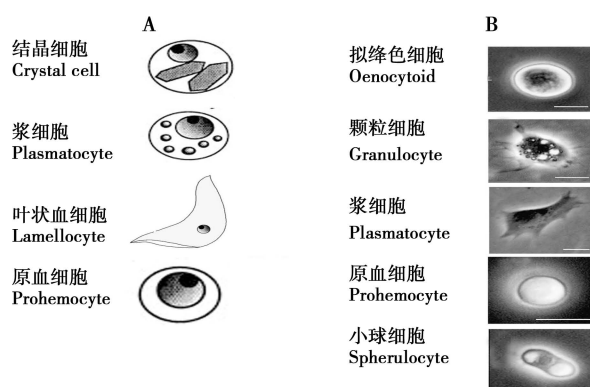 A
结晶细胞
Crystal cell
浆细胞
Plasmatocyte
叶状血细胞
Lamellocyte
原血细胞
Prohemocyte
B
拟绛色细胞
Oenocytoid
颗粒细胞
Granulocyte
浆细胞
Plasmatocyte
原血细胞
Prohemocyte
小球细胞
Spherulocyte